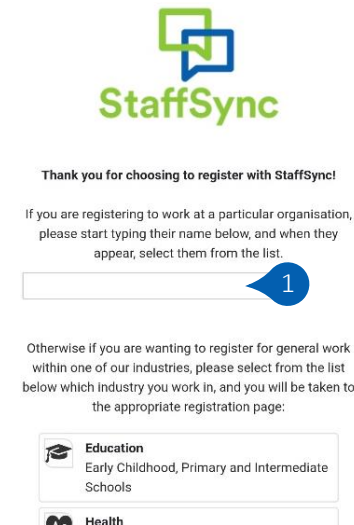 StaffSync
Thank you for choosing to register with StaffSync!
If you are registering to work at a particular organisation,
please start typing their name below, and when they
appear, select them from the list.
1
Otherwise if you are wanting to register for general work
within one of our industries, please select from the list
below which industry you work in, and you will be taken to
the appropriate registration page:
Education
Early Childhood, Primary and Intermediate
Schools
Health